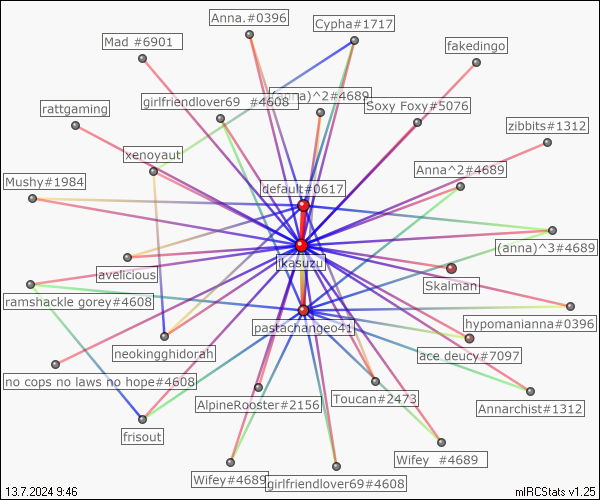 Anna.#0396
Cypha#1717
Mad #6901
fakedingo
girlfriendlover69 #4608
(anna)^2#4689
Soxy Foxy#5076
rattgaming
zibbits#1312
xenoyaut
Anna^2#4689
Mushy#1984
default#0617
(anna)^3#4689
jkasuzu
avelicious
Skalman
ramshackle gorey#4608
hypomanianna#0396
pastachangeo41
neokingghidorah
ace.deucy#7097
no cops no laws no hope#4608
AlpineRooster#2156
Toucan#2473
Annarchist#1312
frisout
Wifey #4689
Wifey#4689
girlfriendlover69#4608
13.7.2024 9:46
mIRCStats v1.25